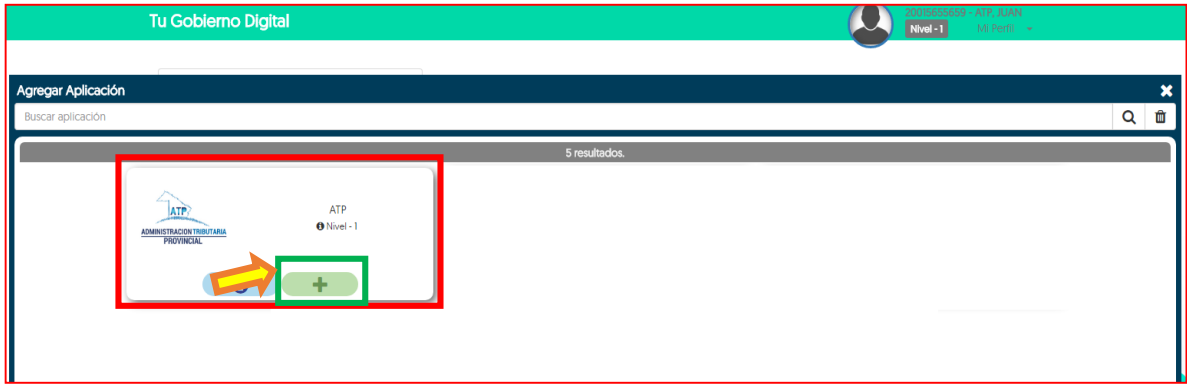 Tu Gobierno Digital
20015655659 - ATP, JUAN
Nivel - 1
Mi Perfil
Agregar Aplicación
Buscar aplicación
5 resultados.
ATP
ADMINISTRACION TRIBUTARIA
PROVINCIAL
ATP
Nivel - 1